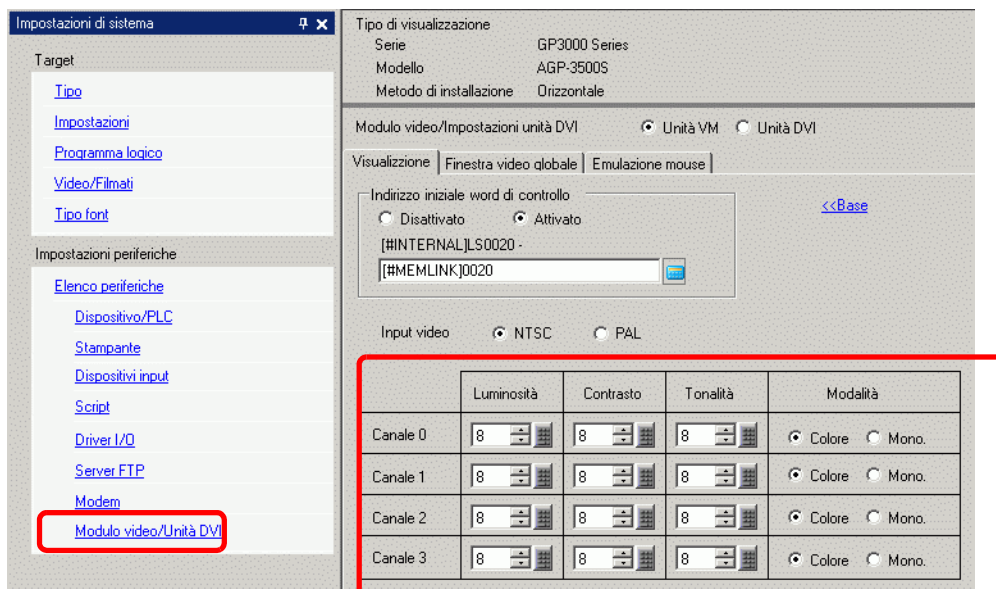 Impostazioni di sistema
Target
Tipo
Impostazioni
Programma logico
Video/Filmati
Tipo font
Impostazioni periferiche
Elenco periferiche
Dispositivo/PLC
Stampante
Dispositivi input
Script
Driver I/O
Server FTP
Modem
Modulo video/Unità DVI
Tipo di visualizzazione
Serie GP3000 Series
Modello AGP-3500S
Metodo di installazione Orizzontale
Modulo video/Impostazioni unità DVI Unità VM Unità DVI
Visualizzione Finestra video globale Emulazione mouse
Indirizzo iniziale word di controllo
Disattivato Attivato
<<Base
[#INTERNAL]LS0020 -
[#MEMLINK]0020
Input video NTSC PAL
Luminosità Contrasto Tonalità Modalità
Canale 0 8 8 8 Colore Mono.
Canale 1 8 8 8 Colore Mono.
Canale 2 8 8 8 Colore Mono.
Canale 3 8 8 8 Colore Mono.